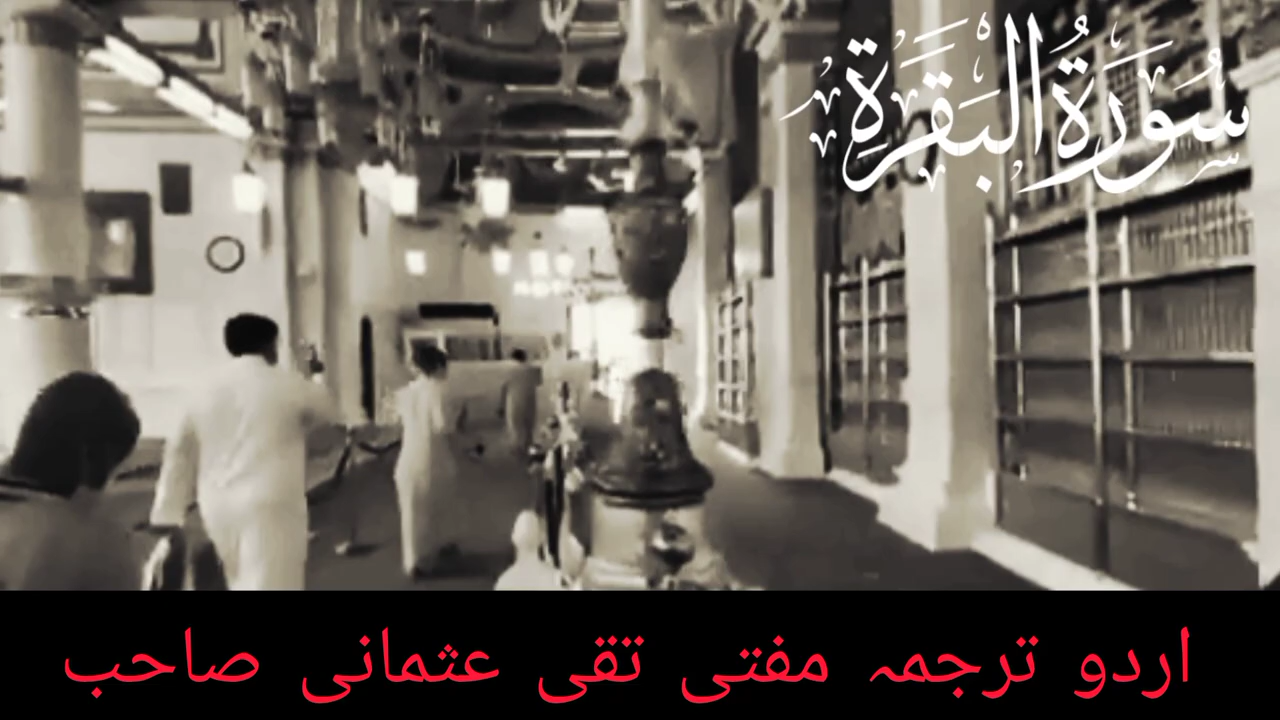 سُورَةُ البَقَرَةِ
اردو ترجمہ مفتی تقی عثمانی صاحب